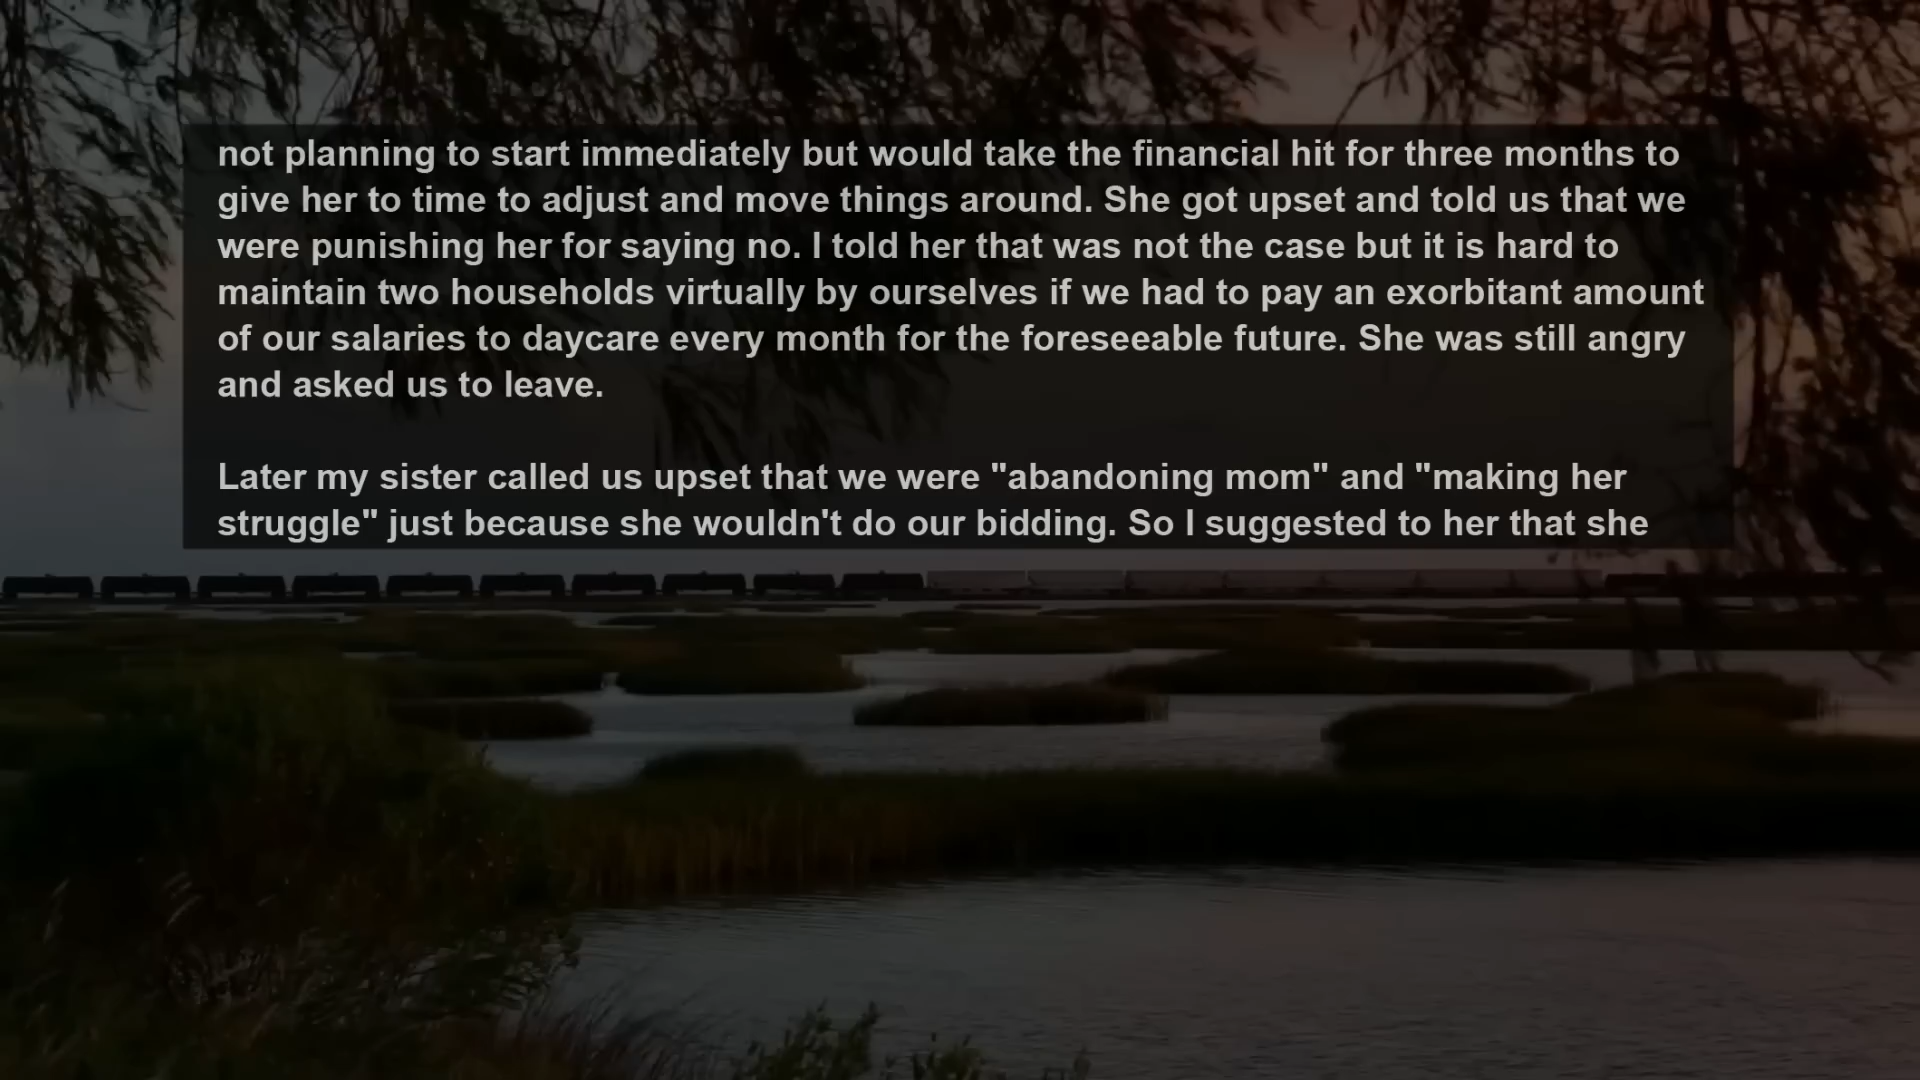 not planning to start immediately but would take the financial hit for three months to
give her to time to adjust and move things around. She got upset and told us that we
were punishing her for saying no. I told her that was not the case but it is hard to
maintain two households virtually by ourselves if we had to pay an exorbitant amount
of our salaries to daycare every month for the foreseeable future. She was still angry
and asked us to leave.
Later my sister called us upset that we were "abandoning mom" and "making her
struggle" just because she wouldn't do our bidding. So I suggested to her that she